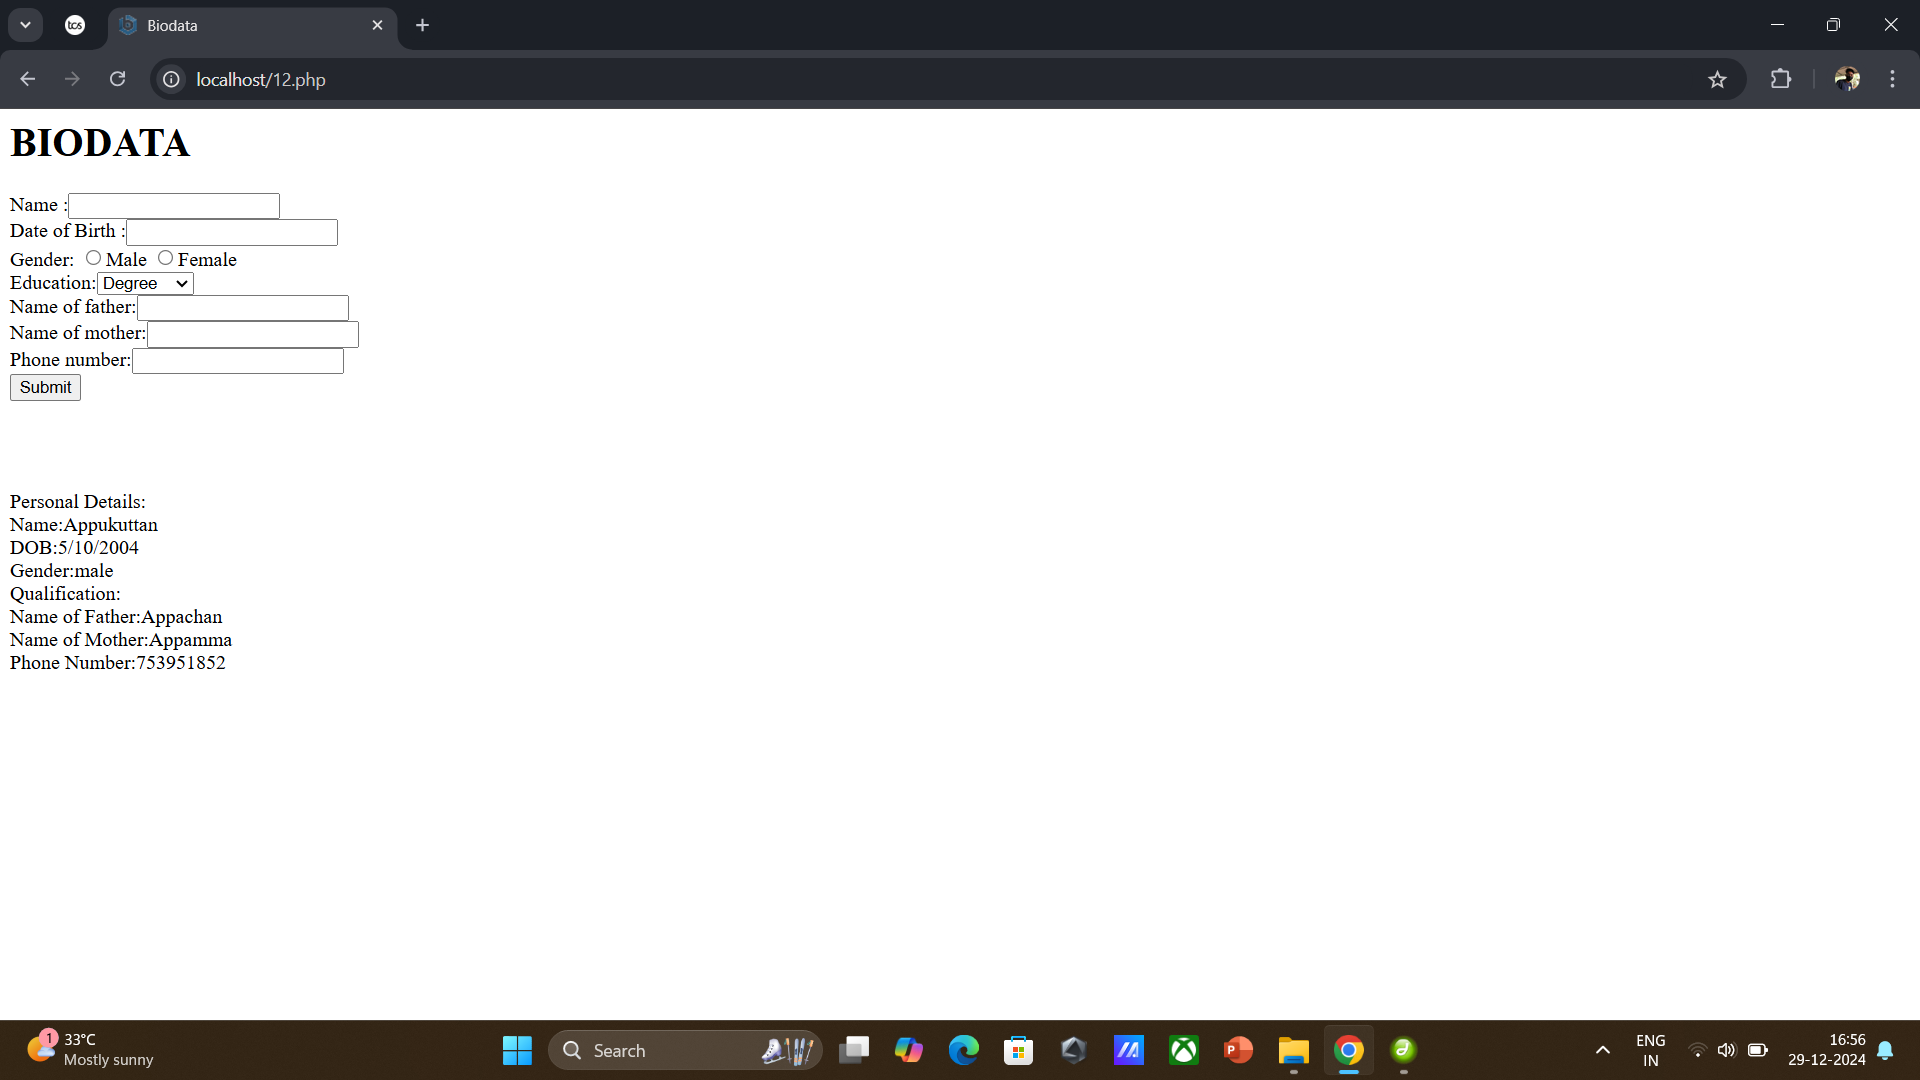 tcs
Biodata
localhost/12.php
BIODATA
Name :
Date of Birth :
Gender: Male Female
Education: Degree
Name of father:
Name of mother:
Phone number:
Submit
Personal Details:
Name:Appukuttan
DOB:5/10/2004
Gender:male
Qualification:
Name of Father:Appachan
Name of Mother:Appamma
Phone Number:753951852
1
33°C
Mostly sunny
Search
P
ENG
IN
16:56
29-12-2024